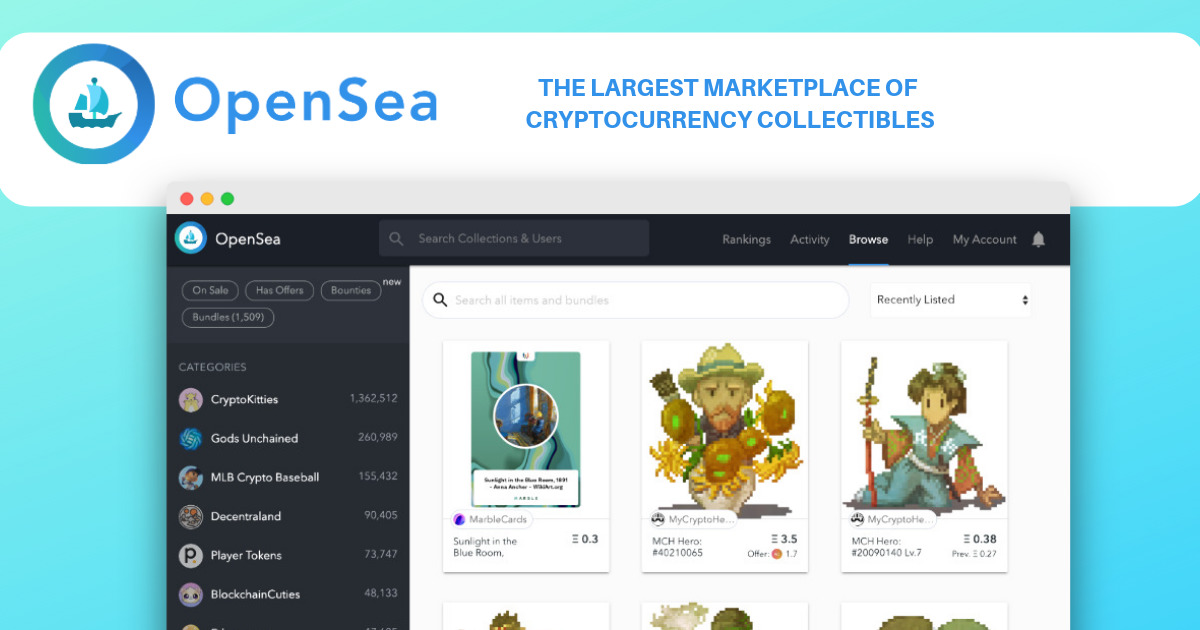 OpenSea
THE LARGEST MARKETPLACE OF
CRYPTOCURRENCY COLLECTIBLES
OpenSea
Search Collections & Users
Rankings
Activity
Browse
Help
My Account
On Sale
Has Offers
Bounties
new
Bundles (1,509)
CATEGORIES
CryptoKitties 1,362,512
Gods Unchained 260,989
MLB Crypto Baseball 155,432
Decentraland 90,405
Player Tokens 73,747
BlockchainCuties 48,133
Search all items and bundles
Recently Listed
Sunlight in the Blue Room, 1891
- Anna Ancher - WikiArt.org
MARBLE
MarbleCards
Sunlight in the
Blue Room,
Ξ 0.3
MyCryptoHe...
MCH Hero:
#40210065
Ξ 3.5
Offer: 1.7
MyCryptoHe...
MCH Hero:
#20090140 Lv.7
Ξ 0.38
Prev. Ξ 0.27